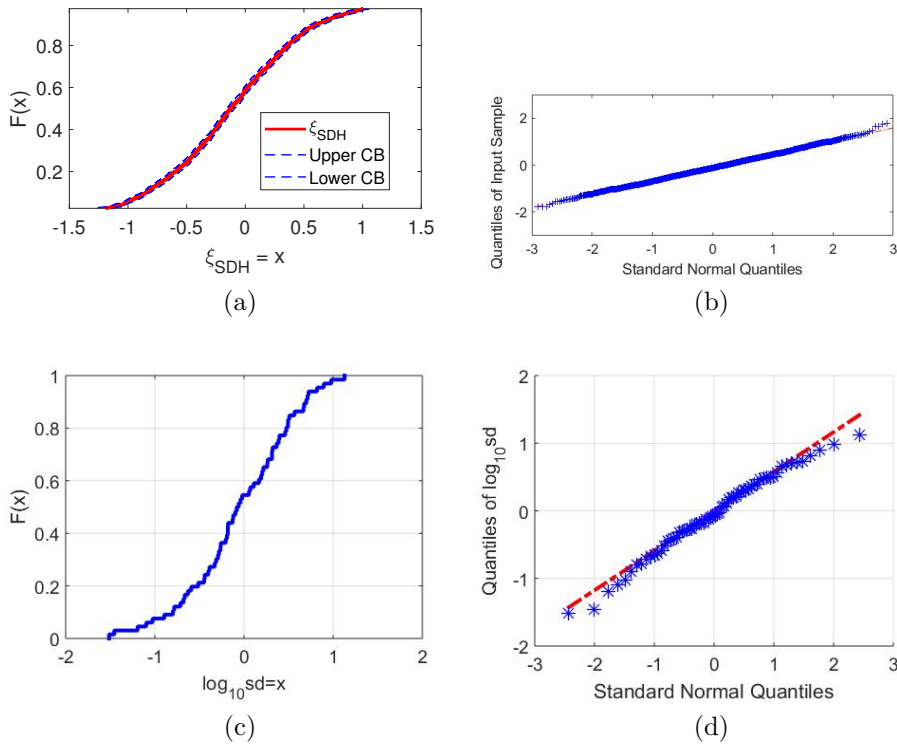 0.8
0.6
0.4
0.2
F(x)
ξSDH
Upper CB
Lower CB
-1.5 -1 -0.5 0 0.5 1 1.5
ξSDH = x
(a)
2
0
-2
Quantiles of Input Sample
-3 -2 -1 0 1 2 3
Standard Normal Quantiles
(b)
1
0.8
0.6
0.4
0.2
0
F(x)
-2 -1 0 1 2
log10sd=x
(c)
2
1
0
-1
-2
Quantiles of log10sd
-3 -2 -1 0 1 2 3
Standard Normal Quantiles
(d)